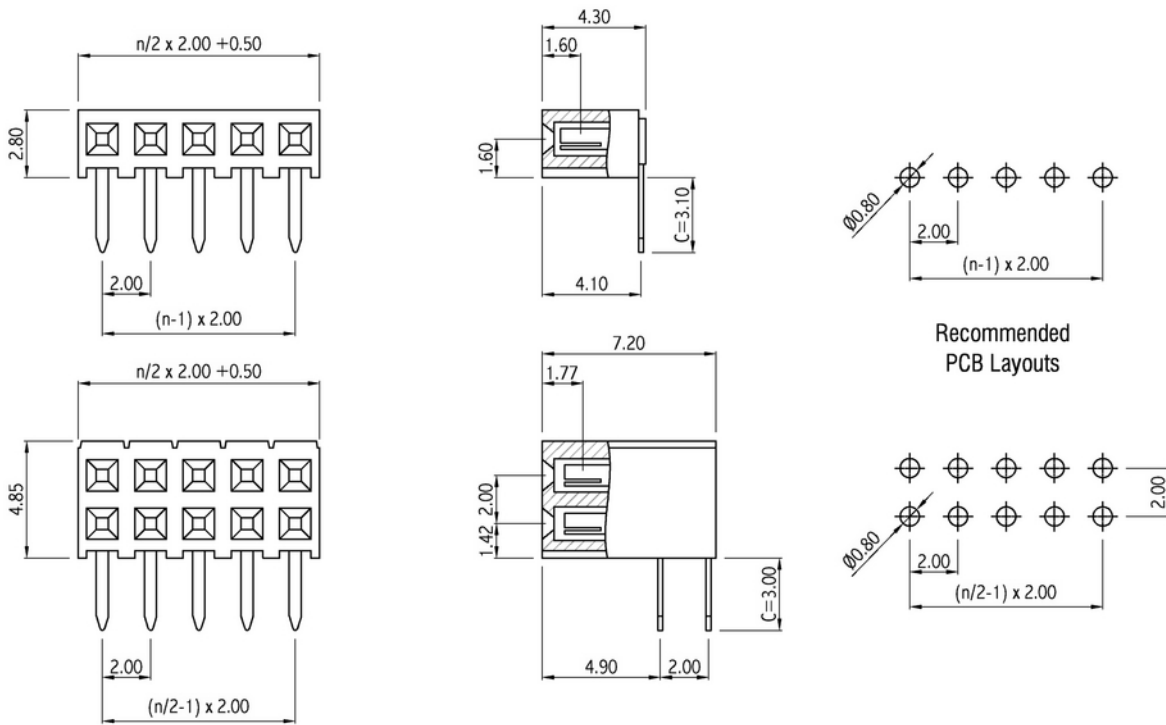 n/2 x 2.00 +0.50
2.80
2.00
(n-1) x 2.00
4.30
1.60
1.60
C=3.10
4.10
Ø0.80
2.00
(n-1) x 2.00
Recommended
PCB Layouts
n/2 x 2.00 +0.50
4.85
2.00
(n/2-1) x 2.00
7.20
1.77
2.00
1.42
C=3.00
4.90
2.00
2.00
Ø0.80
2.00
(n/2-1) x 2.00